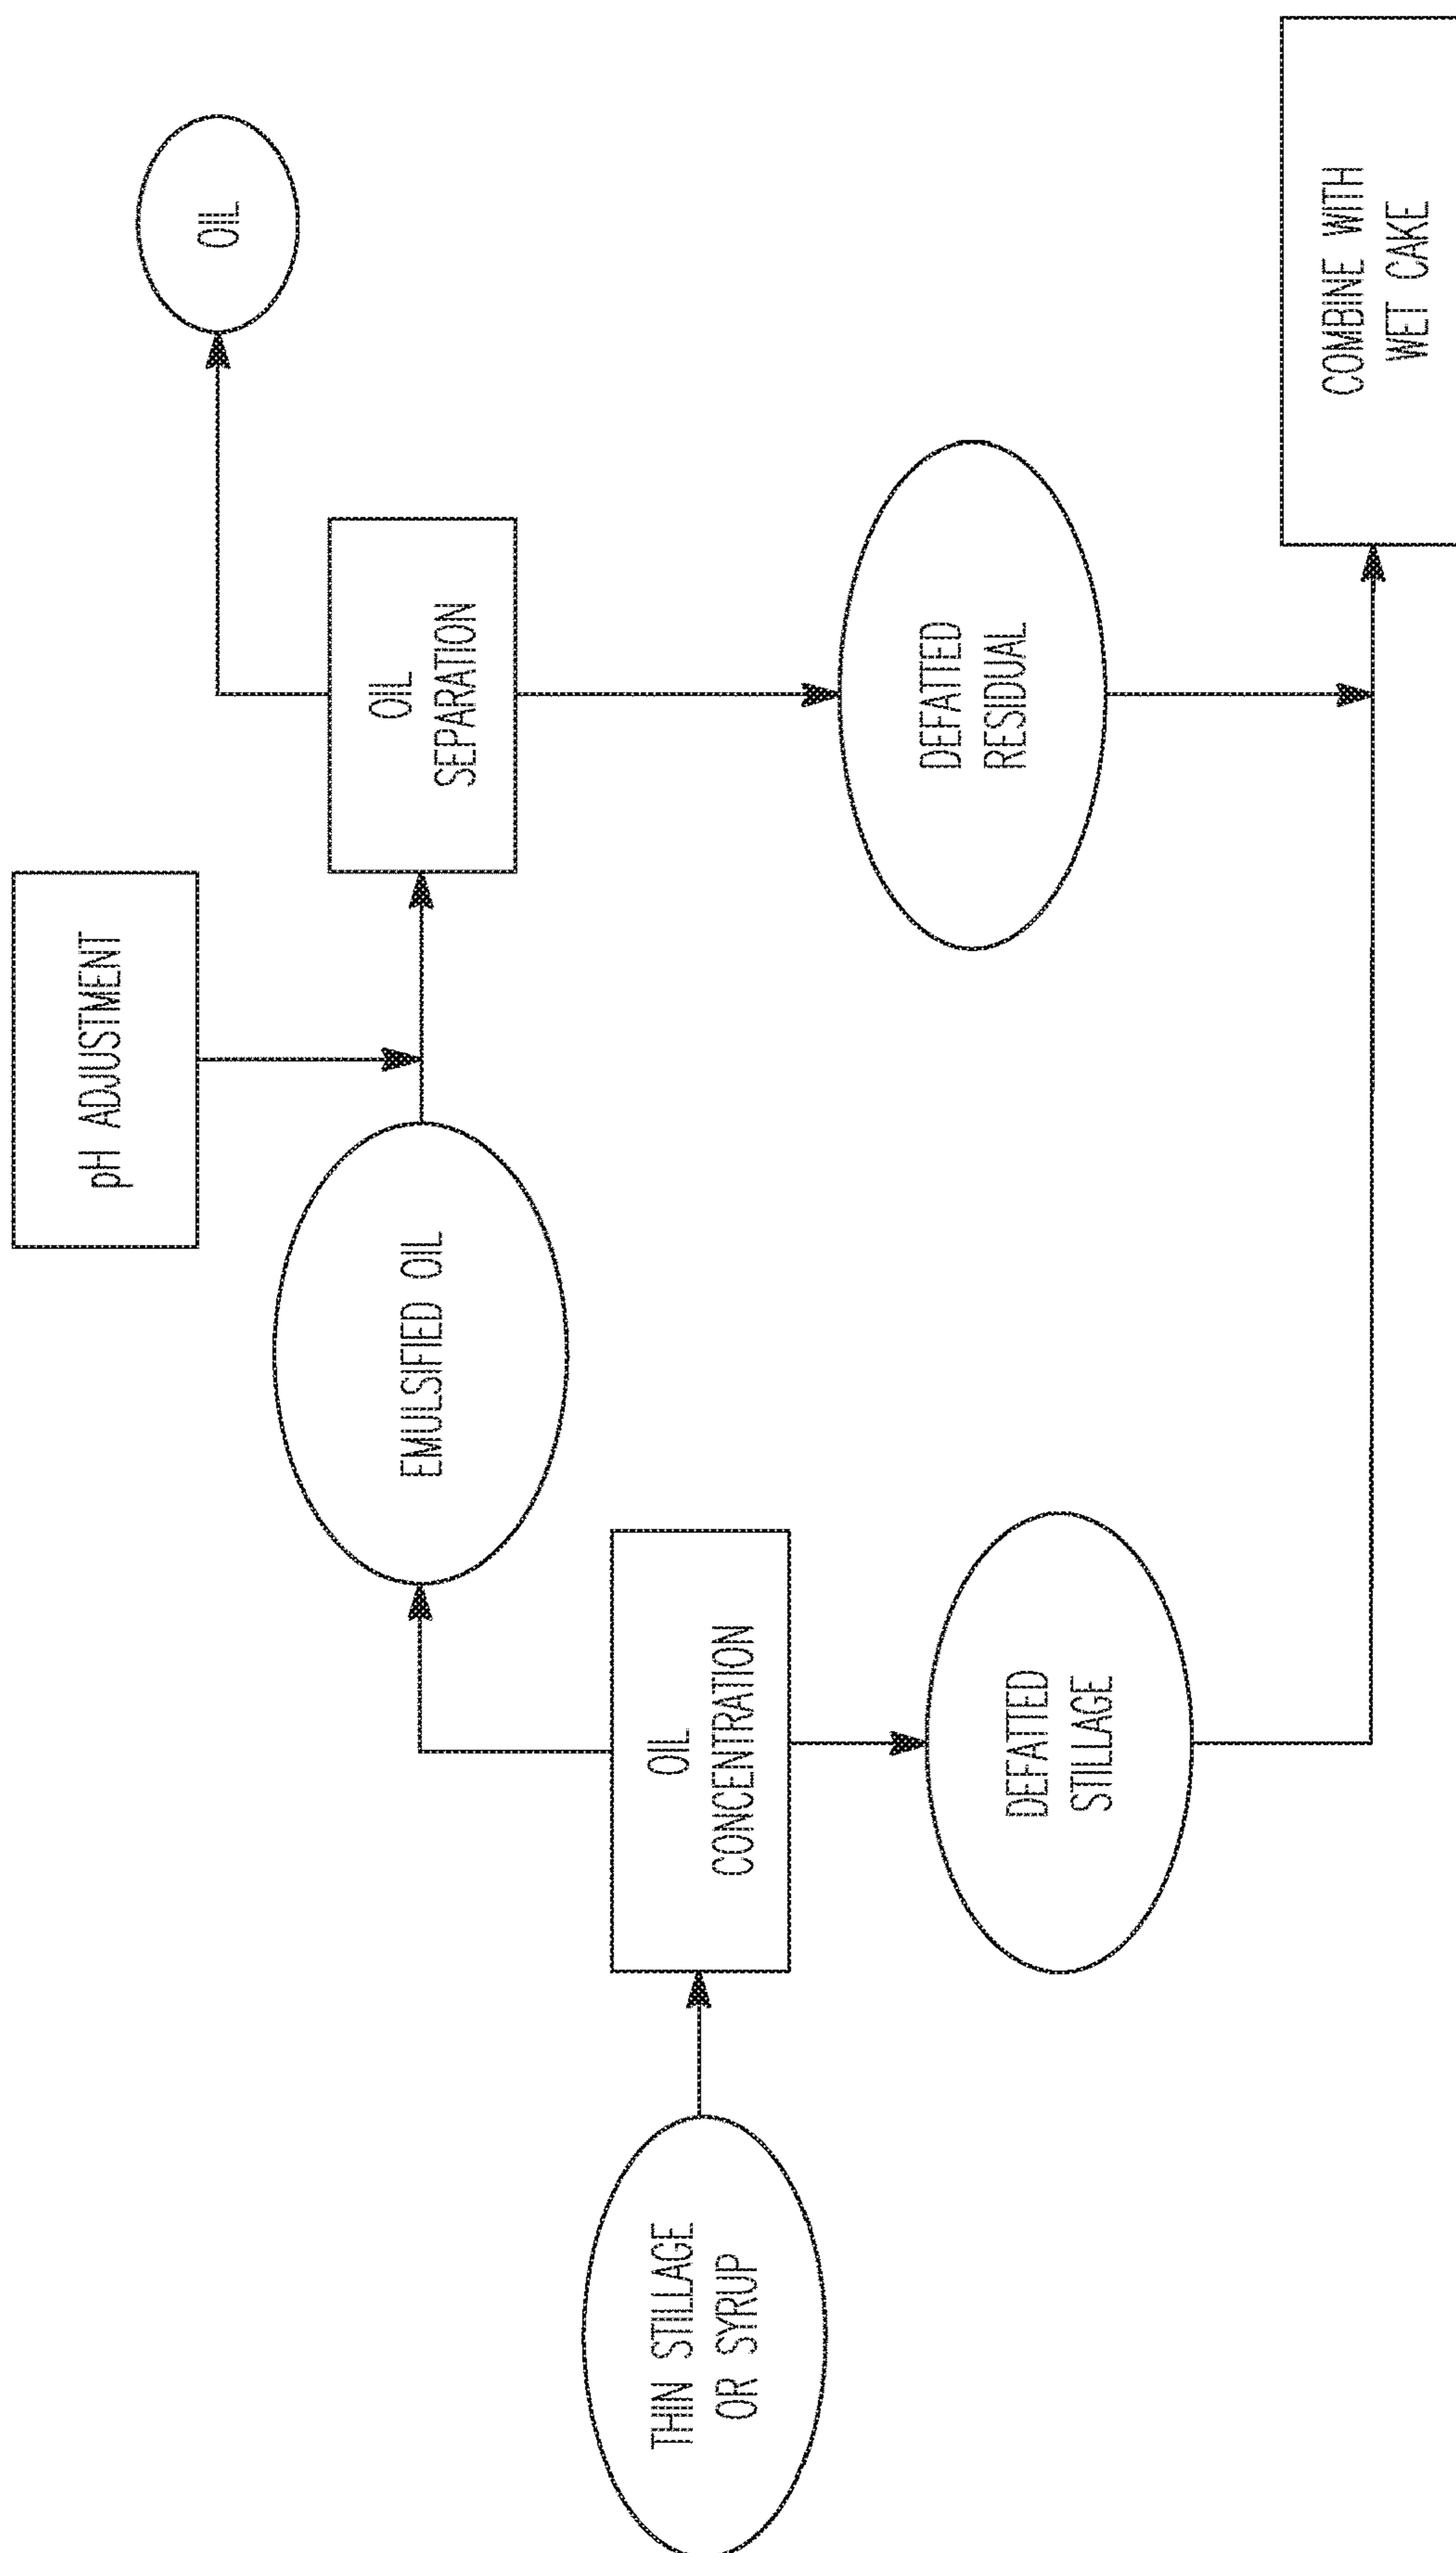 THIN STILLAGE
OR SYRUP
OIL
CONCENTRATION
DEFATTED
STILLAGE
EMULSIFIED OIL
pH ADJUSTMENT
OIL
SEPARATION
DEFATTED
RESIDUAL
OIL
COMBINE WITH
WET CAKE